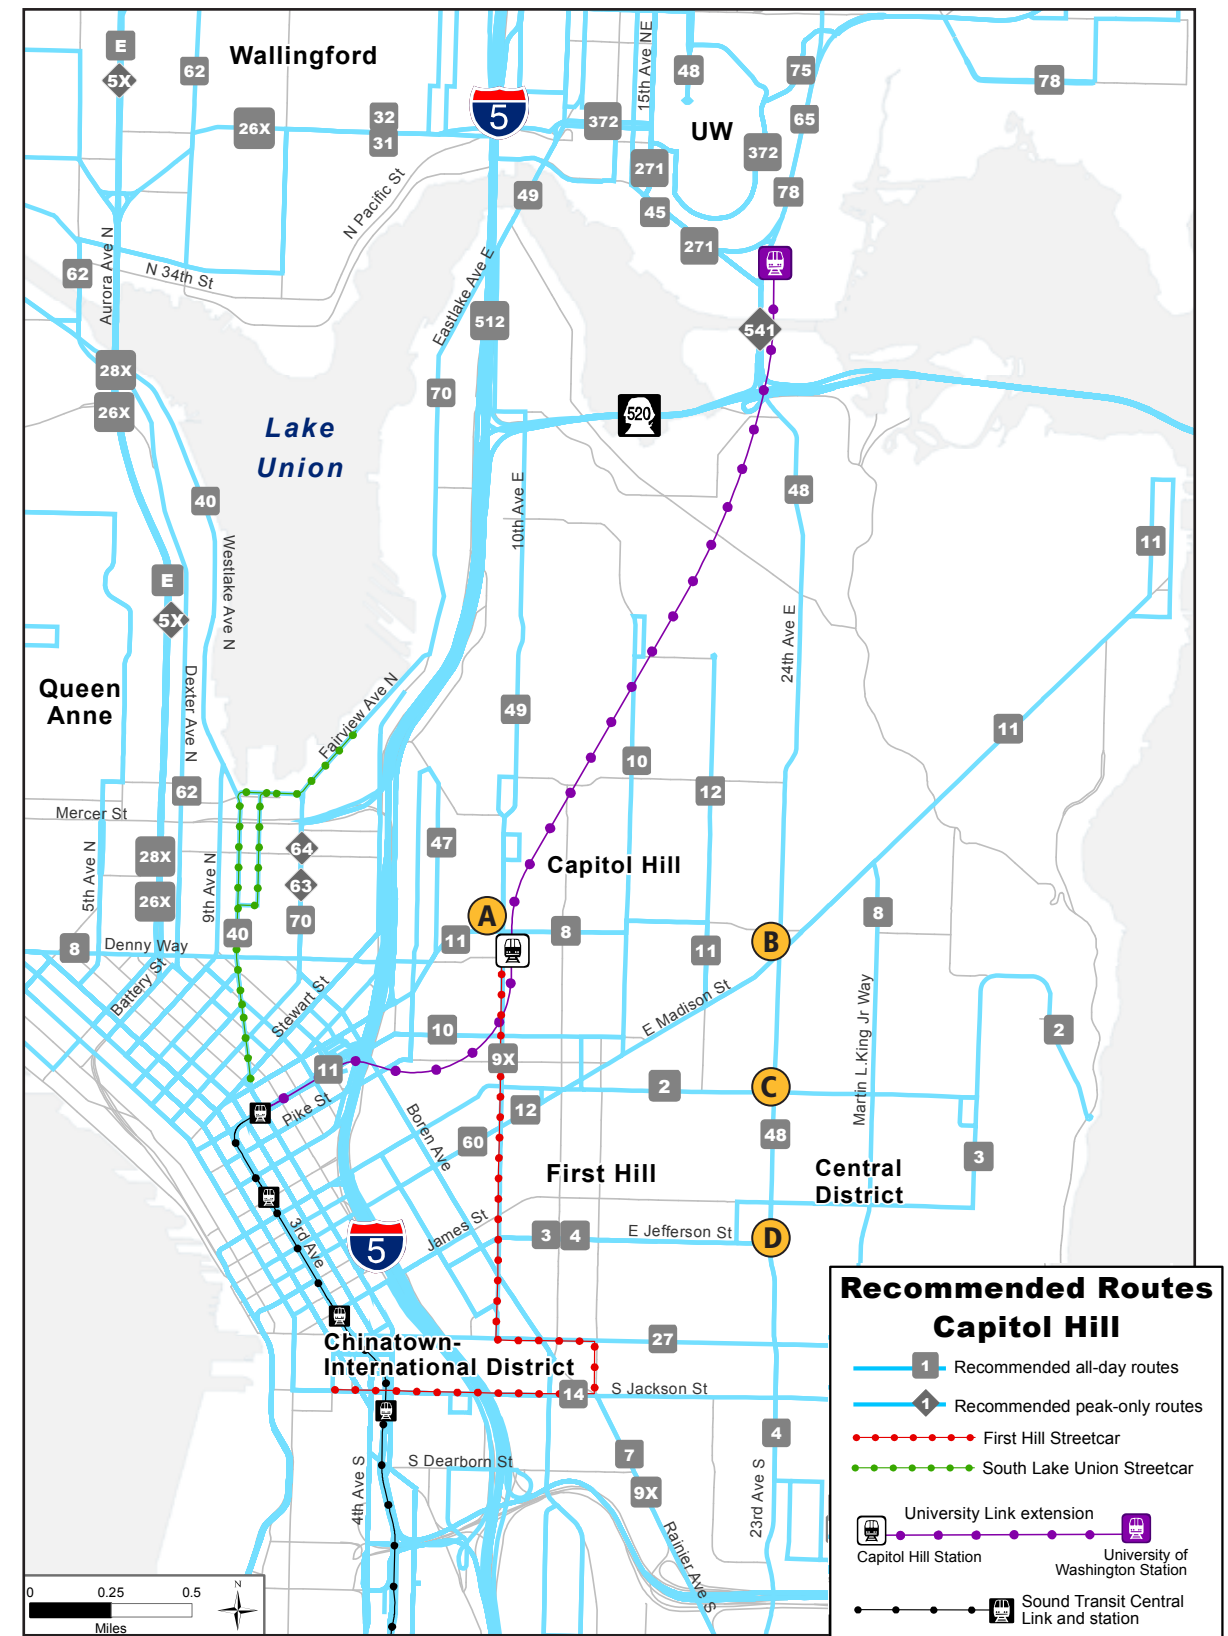 E
5X
62
Wallingford
26X
32
31
5
372
15th Ave NE
48
UW
75
65
78
372
271
45
271
78
49
N Pacific St
N 34th St
62
Aurora Ave N
Eastlake Ave E
512
541
28X
26X
70
520
Lake
Union
40
Westlake Ave N
10th Ave E
48
11
E
5X
24th Ave E
Queen
Anne
Dexter Ave N
Fairview Ave N
49
10
12
11
62
Mercer St
5th Ave N
28X
26X
9th Ave N
64
63
70
47
Capitol Hill
A
8
11
8
40
Denny Way
11
B
8
Battery St
Stewart St
10
E Madison St
Martin L.King Jr Way
2
9X
11
Pike St
Boren Ave
12
2
C
60
48
3
First Hill
Central
District
3rd Ave
5
James St
3
4
E Jefferson St
D
Chinatown-
International District
27
14
S Jackson St
4
7
9X
S Dearborn St
4th Ave S
23rd Ave S
Rainier Ave S
0
0.25
0.5
Miles
N
Recommended Routes
Capitol Hill
1
Recommended all-day routes
1
Recommended peak-only routes
First Hill Streetcar
South Lake Union Streetcar
University Link extension
Capitol Hill Station
University of
Washington Station
Sound Transit Central
Link and station